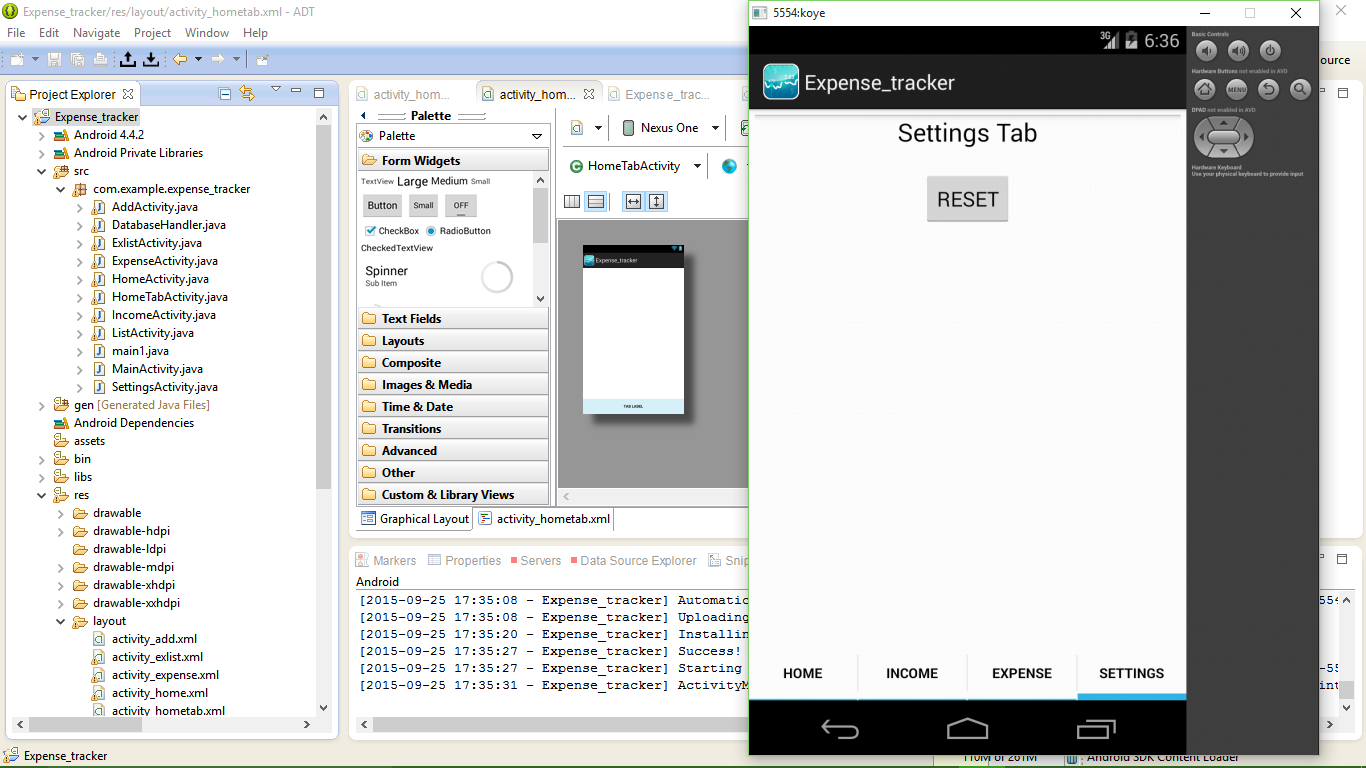 Expense_tracker/res/layout/activity_hometab.xml - ADT
File Edit Navigate Project Window Help
Project Explorer
Expense_tracker
Android 4.4.2
Android Private Libraries
src
com.example.expense_tracker
AddActivity.java
DatabaseHandler.java
ExlistActivity.java
ExpenseActivity.java
HomeActivity.java
HomeTabActivity.java
IncomeActivity.java
ListActivity.java
main1.java
MainActivity.java
SettingsActivity.java
gen [Generated Java Files]
Android Dependencies
assets
bin
libs
res
drawable
drawable-hdpi
drawable-ldpi
drawable-mdpi
drawable-xhdpi
drawable-xxhdpi
layout
activity_add.xml
activity_exlist.xml
activity_expense.xml
activity_home.xml
activity_hometab.xml
Expense_tracker
activity_hom...
activity_hom...
Expense_trac...
Palette
Palette
Form Widgets
TextView Large Medium Small
Button Small OFF
CheckBox RadioButton
CheckedTextView
Spinner
Sub Item
Text Fields
Layouts
Composite
Images & Media
Time & Date
Transitions
Advanced
Other
Custom & Library Views
Graphical Layout activity_hometab.xml
Nexus One
HomeTabActivity
Expense_tracker
TAB LABEL
Markers Properties Servers Data Source Explorer Snip
Android
[2015-09-25 17:35:08 - Expense_tracker] Automatic
[2015-09-25 17:35:08 - Expense_tracker] Uploading
[2015-09-25 17:35:20 - Expense_tracker] Installin
[2015-09-25 17:35:27 - Expense_tracker] Success!
[2015-09-25 17:35:27 - Expense_tracker] Starting
[2015-09-25 17:35:31 - Expense_tracker] ActivityM
5554:koye
3G 6:36
Expense_tracker
Settings Tab
RESET
HOME INCOME EXPENSE SETTINGS
Basic Controls
Hardware Buttons not enabled in AVD
MENU
DPAD not enabled in AVD
Hardware Keyboard
Use your physical keyboard to provide input
ource
110M of 261M
Android SDK Content Loader